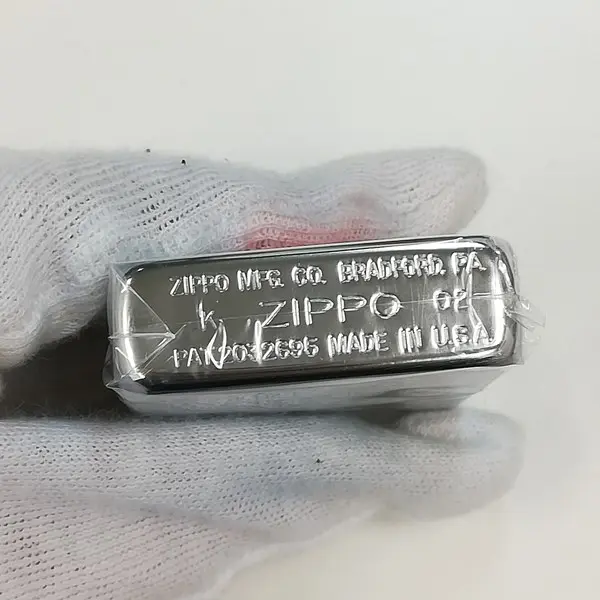 ZIPPO MFG. CO. BRADFORD, PA.
K ZIPPO 02
PAT. 2032695 MADE IN U.S.A.